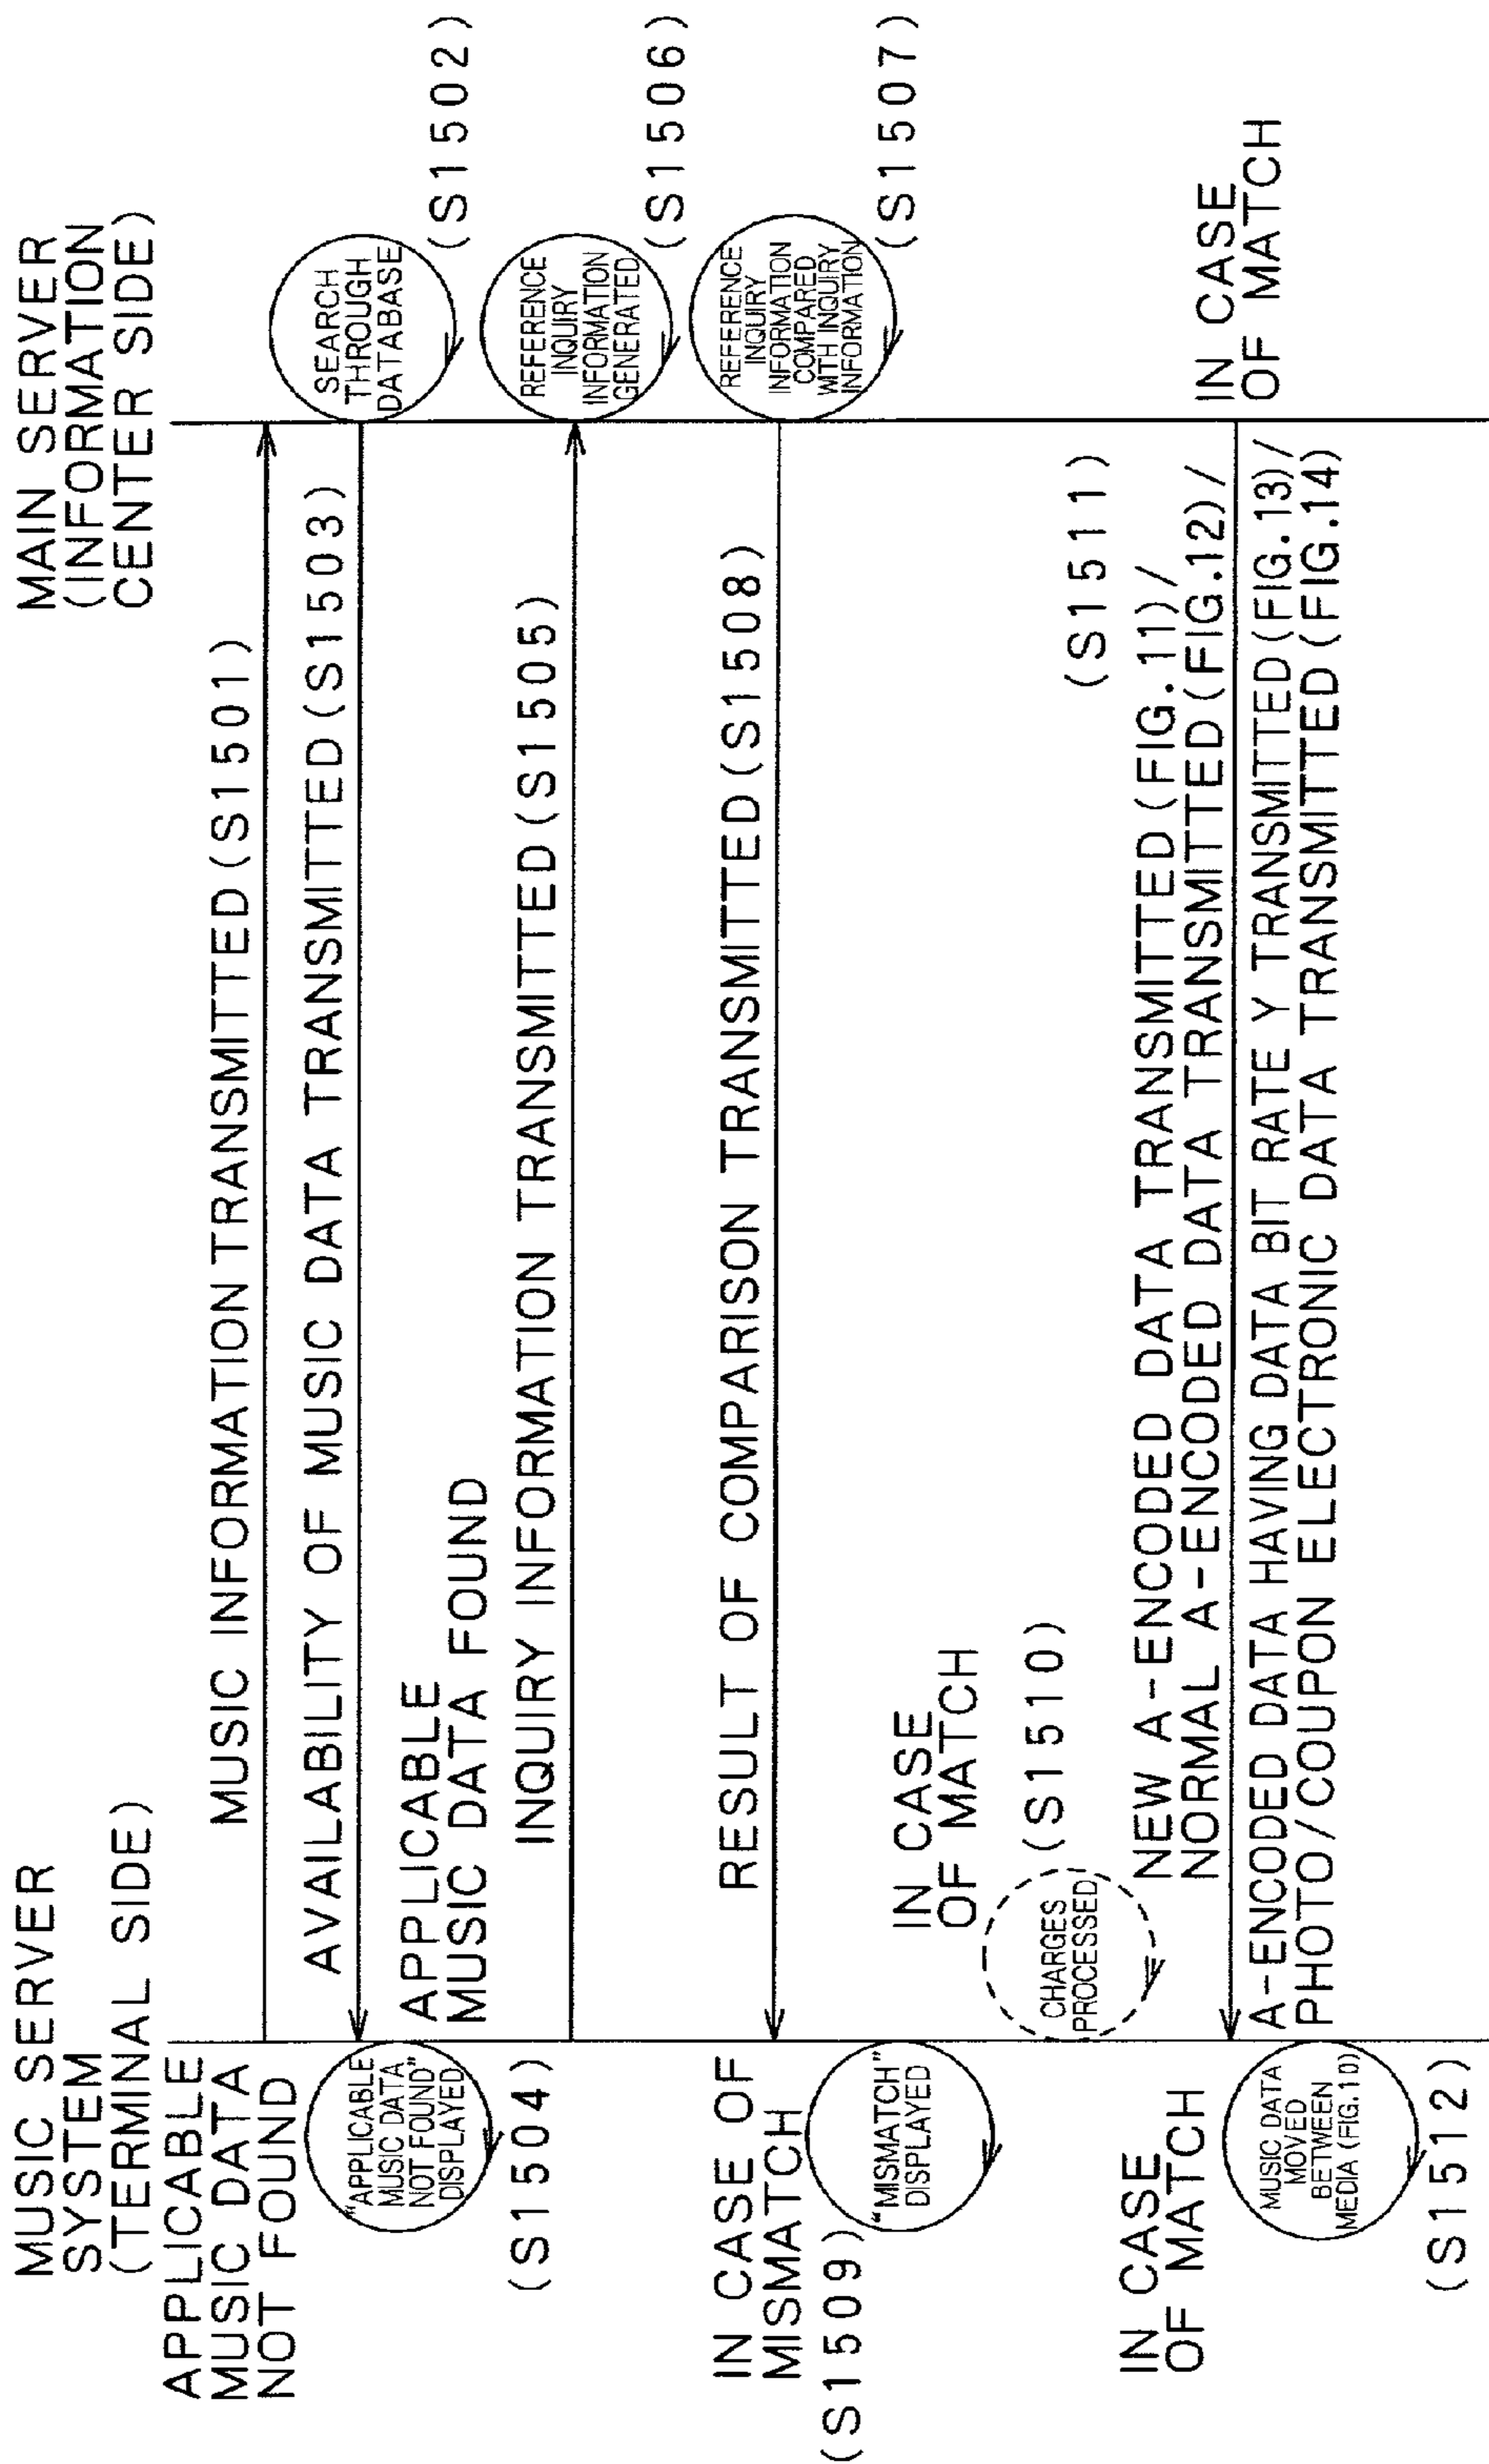 MUSIC SERVER
SYSTEM
(TERMINAL SIDE)
MAIN SERVER
(INFORMATION
CENTER SIDE)
APPLICABLE
MUSIC DATA
NOT FOUND
MUSIC INFORMATION TRANSMITTED (S1501)
SEARCH
THROUGH
DATABASE
(S1502)
AVAILABILITY OF MUSIC DATA TRANSMITTED (S1503)
"APPLICABLE
MUSIC DATA
NOT FOUND"
DISPLAYED
(S1504)
APPLICABLE
MUSIC DATA FOUND
INQUIRY INFORMATION TRANSMITTED (S1505)
REFERENCE
INQUIRY
INFORMATION
GENERATED
(S1506)
REFERENCE
INQUIRY
INFORMATION
COMPARED
WITH INQUIRY
INFORMATION
(S1507)
RESULT OF COMPARISON TRANSMITTED (S1508)
IN CASE OF
MISMATCH
(S1509)
"MISMATCH"
DISPLAYED
IN CASE
OF MATCH
CHARGES
PROCESSED
(S1510)
(S1511)
NEW A-ENCODED DATA TRANSMITTED (FIG.11)/
NORMAL A-ENCODED DATA TRANSMITTED (FIG.12)/
A-ENCODED DATA HAVING DATA BIT RATE Y TRANSMITTED (FIG.13)/
PHOTO/COUPON ELECTRONIC DATA TRANSMITTED (FIG.14)
IN CASE
OF MATCH
IN CASE
OF MATCH
MUSIC DATA
MOVED
BETWEEN
MEDIA (FIG.10)
(S1512)